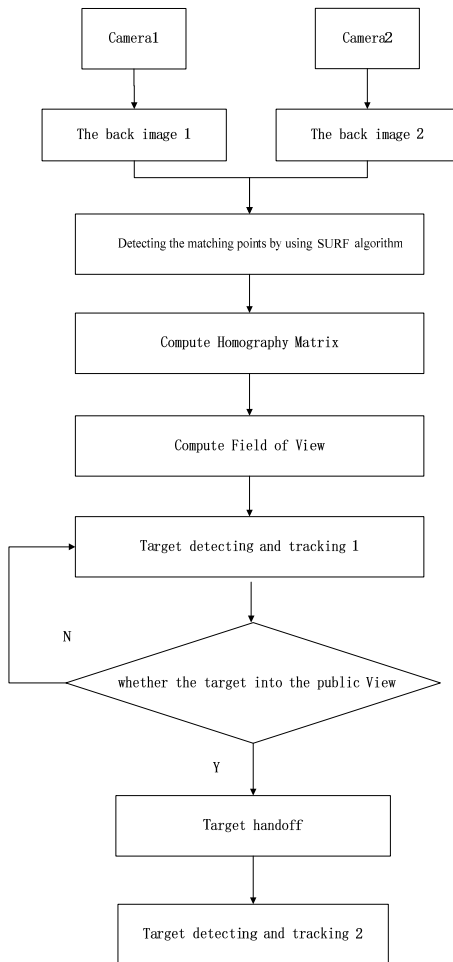 Camera1
Camera2
The back image 1
The back image 2
Detecting the matching points by using SURF algorithm
Compute Homography Matrix
Compute Field of View
Target detecting and tracking 1
N
whether the target into the public View
Y
Target handoff
Target detecting and tracking 2